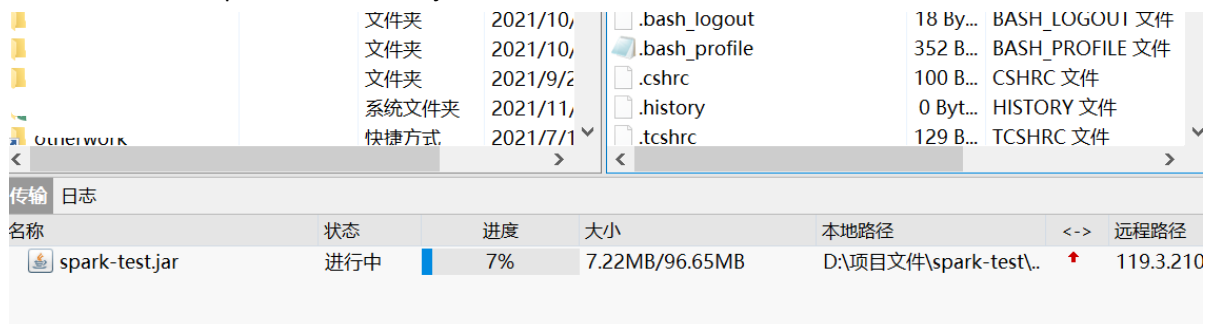 文件夹 2021/10/ .bash_logout 18 By... BASH_LOGOUT 文件
文件夹 2021/10/ .bash_profile 352 B... BASH_PROFILE 文件
文件夹 2021/9/2 .cshrc 100 B... CSHRC 文件
系统文件夹 2021/11/ .history 0 Byt... HISTORY 文件
otherwork 快捷方式 2021/7/1 .tcshrc 129 B... TCSHRC 文件
传输 日志
名称 状态 进度 大小 本地路径 <-> 远程路径
spark-test.jar 进行中 7% 7.22MB/96.65MB D:\项目文件\spark-test\.. 119.3.210